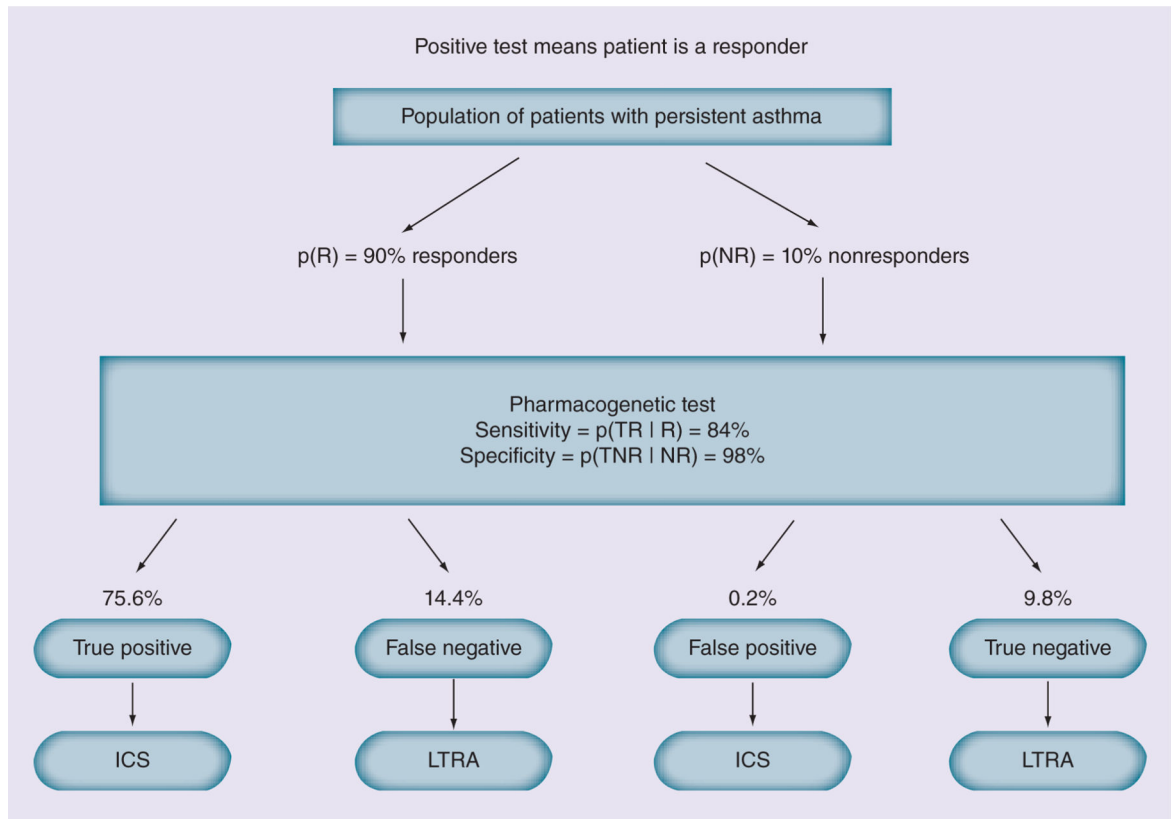 Positive test means patient is a responder
Population of patients with persistent asthma
p(R) = 90% responders
p(NR) = 10% nonresponders
Pharmacogenetic test
Sensitivity = p(TR | R) = 84%
Specificity = p(TNR | NR) = 98%
75.6%
14.4%
0.2%
9.8%
True positive
False negative
False positive
True negative
ICS
LTRA
ICS
LTRA